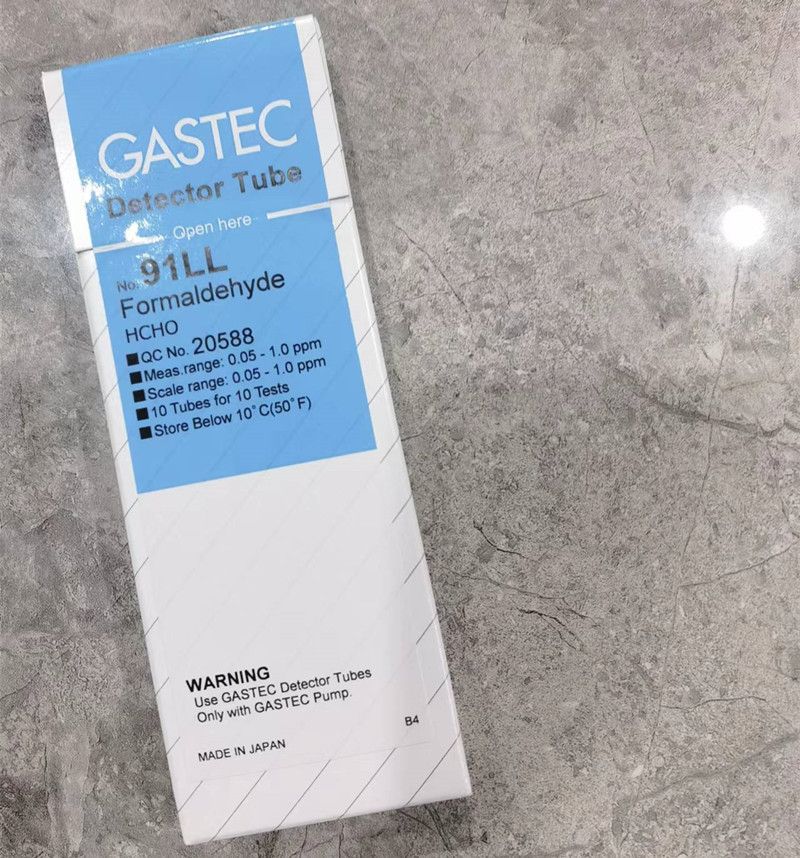 GASTEC
Detector Tube
Open here
No. 91LL
Formaldehyde
HCHO
■QC No. 20588
■Meas.range: 0.05 - 1.0 ppm
■Scale range: 0.05 - 1.0 ppm
■10 Tubes for 10 Tests
■Store Below 10°C(50°F)
WARNING
Use GASTEC Detector Tubes
Only with GASTEC Pump.
B4
MADE IN JAPAN